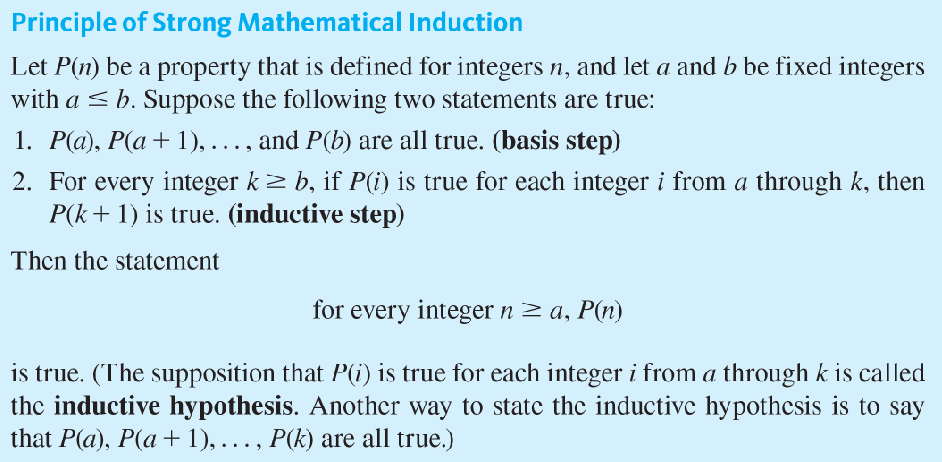 Principle of Strong Mathematical Induction
Let P(n) be a property that is defined for integers n, and let a and b be fixed integers
with a ≤ b. Suppose the following two statements are true:
1. P(a), P(a + 1), . . . , and P(b) are all true. (basis step)
2. For every integer k ≥ b, if P(i) is true for each integer i from a through k, then
P(k + 1) is true. (inductive step)
Then the statement
for every integer n ≥ a, P(n)
is true. (The supposition that P(i) is true for each integer i from a through k is called
the inductive hypothesis. Another way to state the inductive hypothesis is to say
that P(a), P(a + 1), . . . , P(k) are all true.)